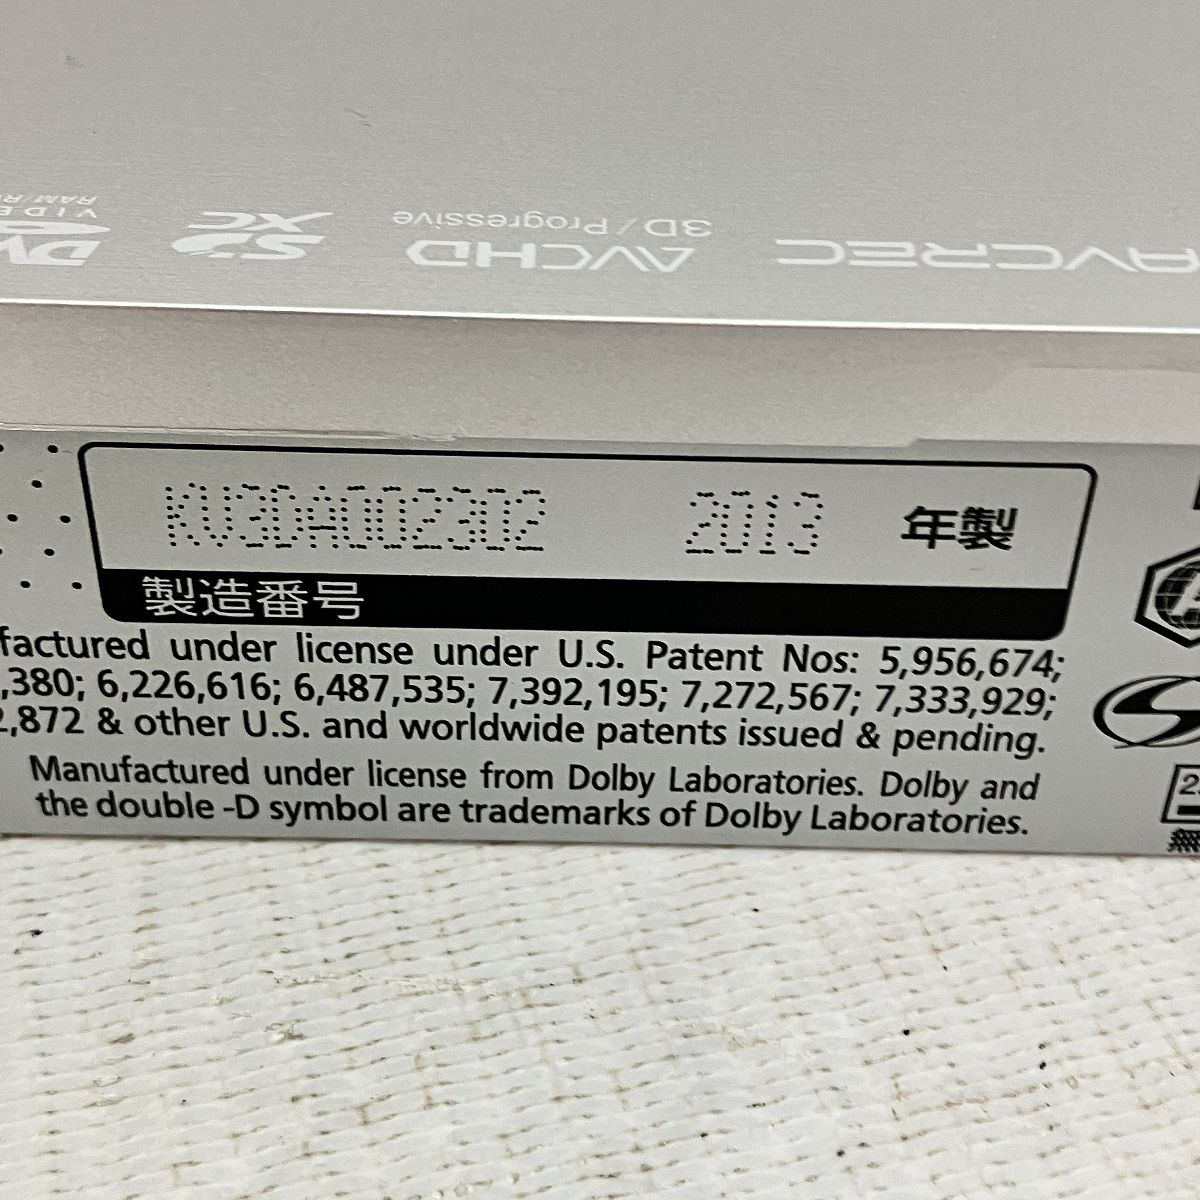 AVCREC
AVCHD
3D/Progressive
XC
KV3DA002302 2013 年製
製造番号
factured under license under U.S. Patent Nos: 5,956,674;
,380; 6,226,616; 6,487,535; 7,392,195; 7,272,567; 7,333,929;
2,872 & other U.S. and worldwide patents issued & pending.
Manufactured under license from Dolby Laboratories. Dolby and
the double -D symbol are trademarks of Dolby Laboratories.